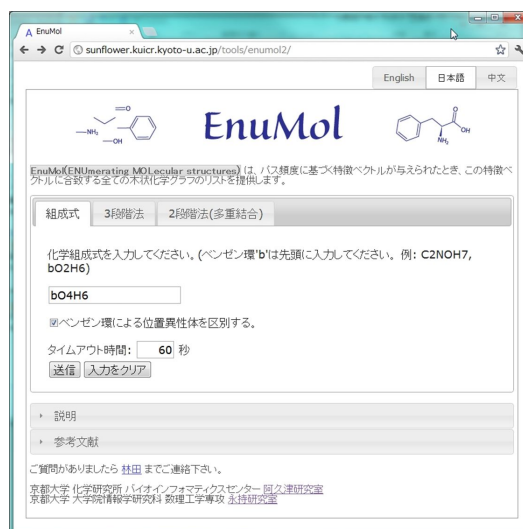 EnuMol
sunflower.kuicr.kyoto-u.ac.jp/tools/enumol2/
English 日本語 中文
=O
NH₂
OH
EnuMol
O
OH
NH₂
EnuMol(ENUmerating MOLecular structures) は、パス頻度に基づく特徴ベクトルが与えられたとき、この特徴ベ
クトルに合致する全ての木状化学グラフのリストを提供します。
組成式 3段階法 2段階法(多重結合)
化学組成式を入力してください。(ベンゼン環'b'は先頭に入力してください。例: C2NOH7,
bO2H6)
bO4H6
ベンゼン環による位置異性体を区別する。
タイムアウト時間: 60 秒
送信 入力をクリア
説明
参考文献
ご質問がありましたら 林田 までご連絡下さい。
京都大学 化学研究所 バイオインフォマティクスセンター 阿久津研究室
京都大学 大学院情報学研究科 数理工学専攻 永持研究室